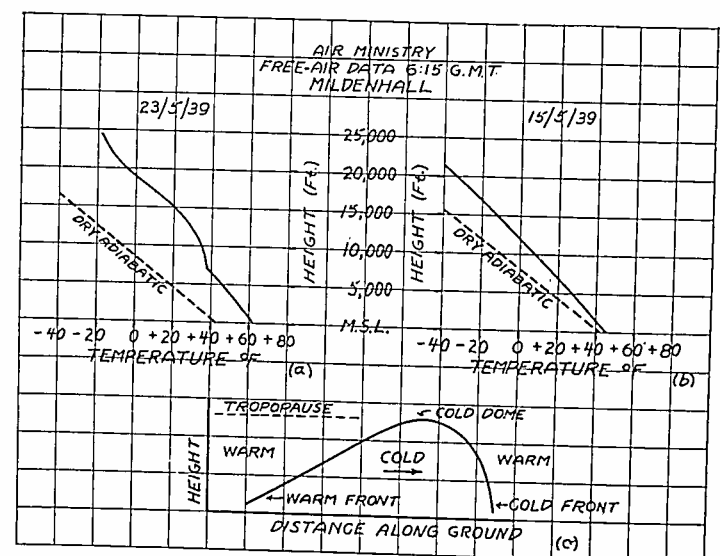 AIR MINISTRY
FREE-AIR DATA 6:15 G.M.T.
MILDENHALL
23/5/39
15/5/39
25,000
20,000
15,000
10,000
5,000
M.S.L.
HEIGHT (Ft.)
HEIGHT (Ft.)
DRY ADIABATIC
DRY ADIABATIC
-40 -20 0 +20 +40 +60 +80
TEMPERATURE °F
(a)
-40 -20 0 +20 +40 +60 +80
TEMPERATURE °F
(b)
TROPOPAUSE
COLD DOME
HEIGHT
WARM
COLD
WARM
WARM FRONT
COLD FRONT
DISTANCE ALONG GROUND
(c)